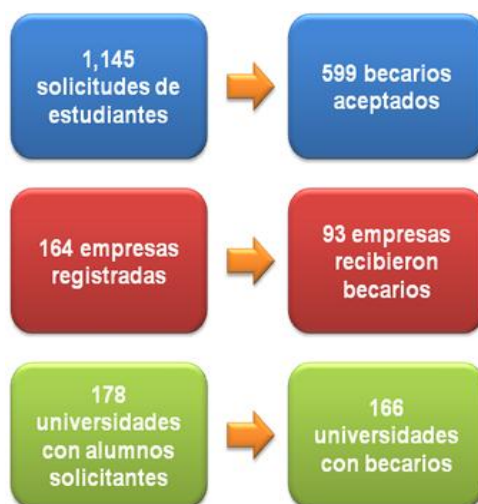 1,145
solicitudes de
estudiantes
599 becarios
aceptados
164 empresas
registradas
93 empresas
recibieron
becarios
178
universidades
con alumnos
solicitantes
166
universidades
con becarios